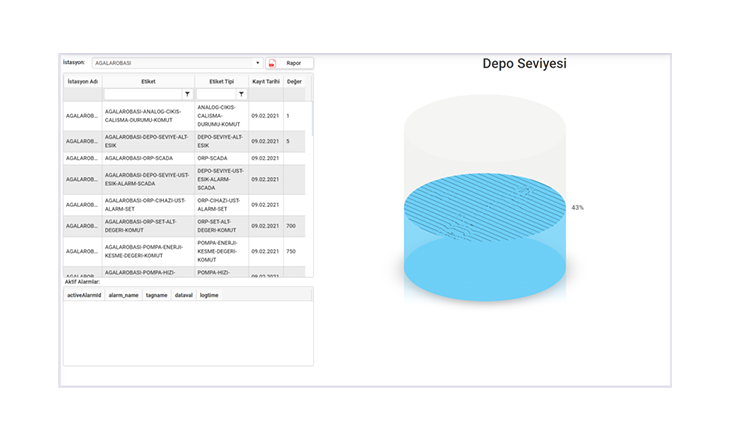 İstasyon: AGALAROBASI Rapor
Depo Seviyesi
İstasyon Adı Etiket Etiket Tipi Kayıt Tarihi Değer
AGALAROB... AGALAROBASI-ANALOG-CIKIS-CALISMA-DURUMU-KOMUT ANALOG-CIKIS-CALISMA-DURUMU-KOMUT 09.02.2021 1
AGALAROB... AGALAROBASI-DEPO-SEVIYE-ALT-ESIK DEPO-SEVIYE-ALT-ESIK 09.02.2021 5
AGALAROB... AGALAROBASI-ORP-SCADA ORP-SCADA 09.02.2021
AGALAROB... AGALAROBASI-DEPO-SEVIYE-UST-ESIK-ALARM-SCADA DEPO-SEVIYE-UST-ESIK-ALARM-SCADA 09.02.2021
AGALAROB... AGALAROBASI-ORP-CIHAZI-UST-ALARM-SET ORP-CIHAZI-UST-ALARM-SET 09.02.2021
AGALAROB... AGALAROBASI-ORP-SET-ALT-DEGERI-KOMUT ORP-SET-ALT-DEGERI-KOMUT 09.02.2021 700
AGALAROB... AGALAROBASI-POMPA-ENERJI-KESME-DEGERI-KOMUT POMPA-ENERJI-KESME-DEGERI-KOMUT 09.02.2021 750
AGALAROB... AGALAROBASI-POMPA-HIZI- POMPA-HIZI- 09.02.2021
43%
Aktif Alarmlar:
activeAlarmId alarm_name tagname dataval logtime